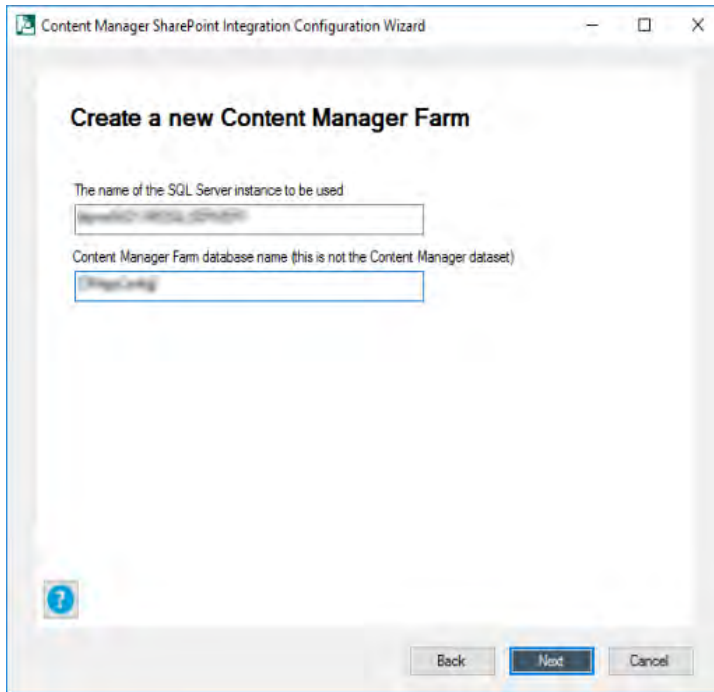 Content Manager SharePoint Integration Configuration Wizard
Create a new Content Manager Farm
The name of the SQL Server instance to be used
Content Manager Farm database name (this is not the Content Manager dataset)
?
Back Next Cancel